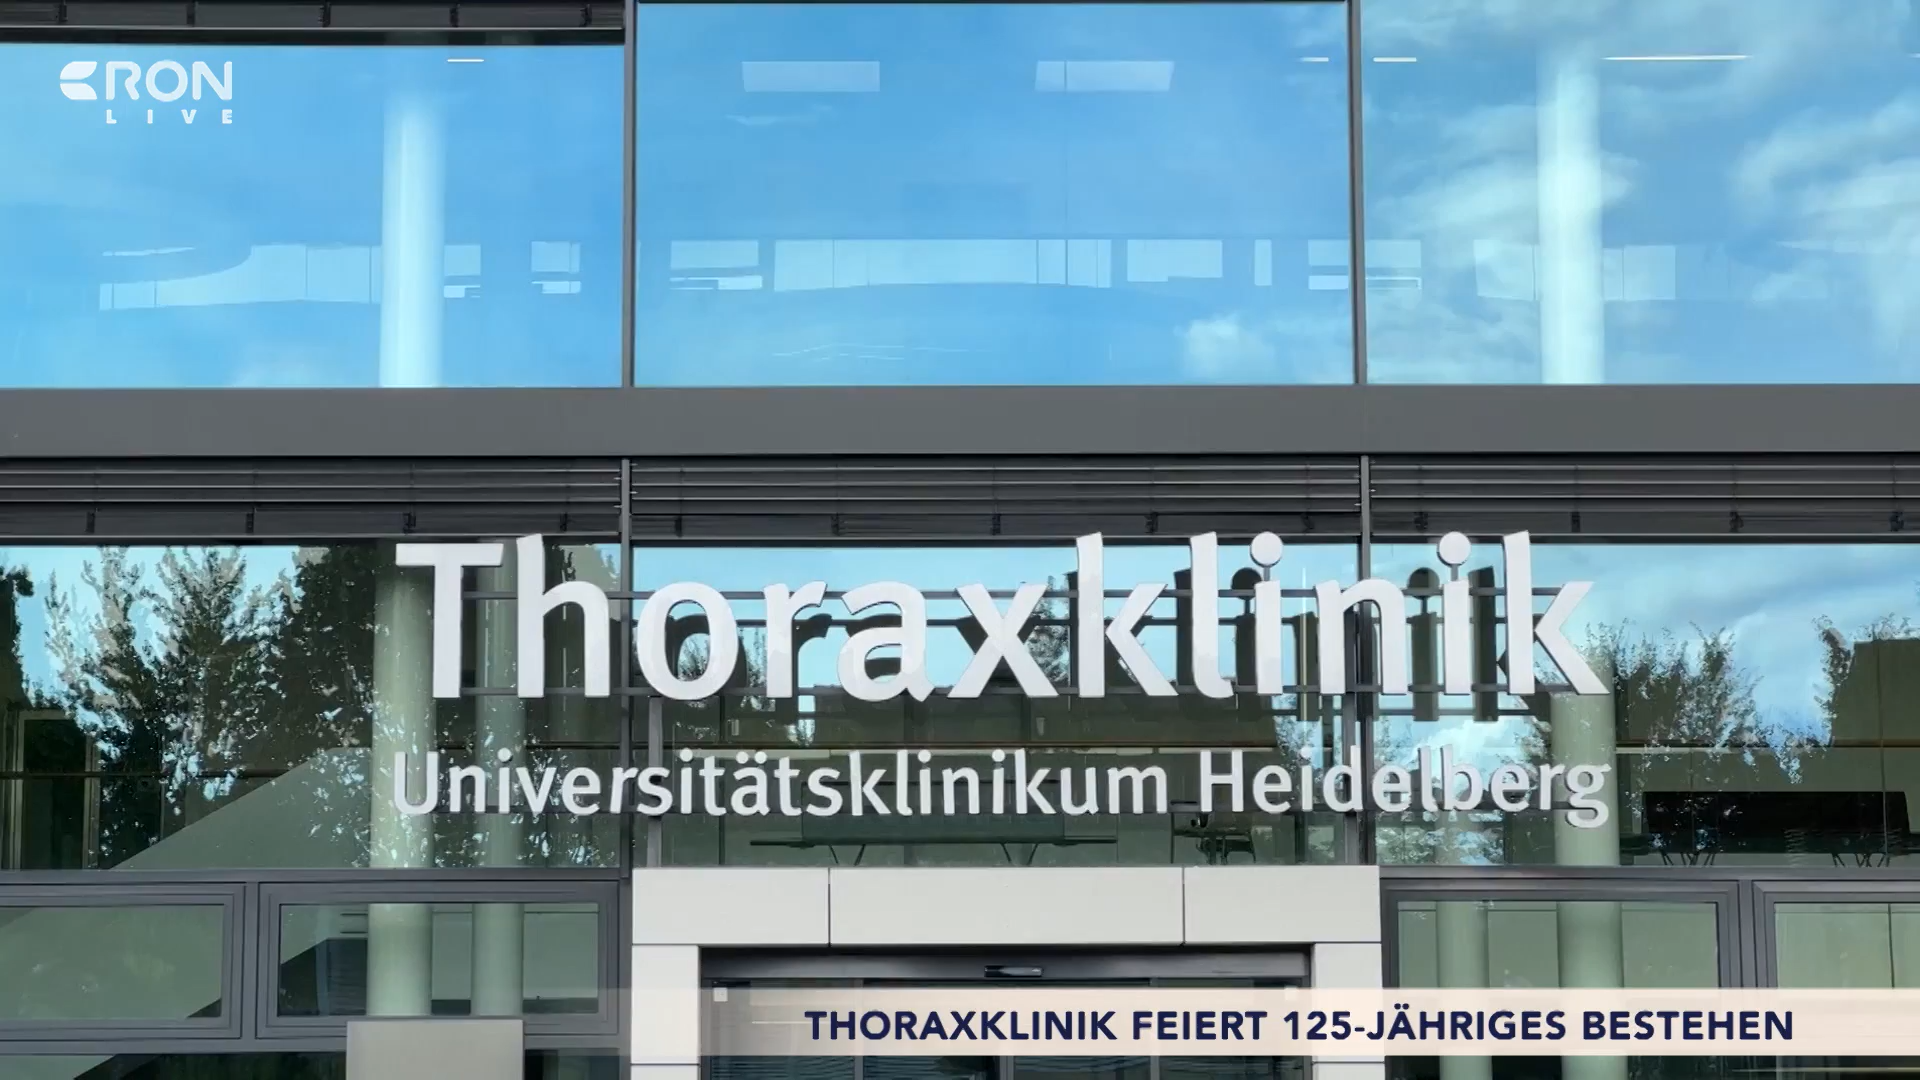 RON
LIVE
Thoraxklinik
Universitätsklinikum Heidelberg
THORAXKLINIK FEIERT 125-JÄHRIGES BESTEHEN